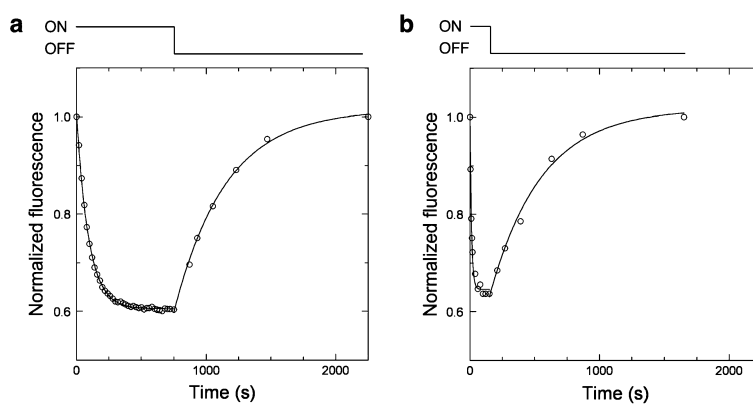 a
ON
OFF
Normalized fluorescence
1.0
0.8
0.6
0
1000
2000
Time (s)
b
ON
OFF
Normalized fluorescence
1.0
0.8
0.6
0
1000
2000
Time (s)